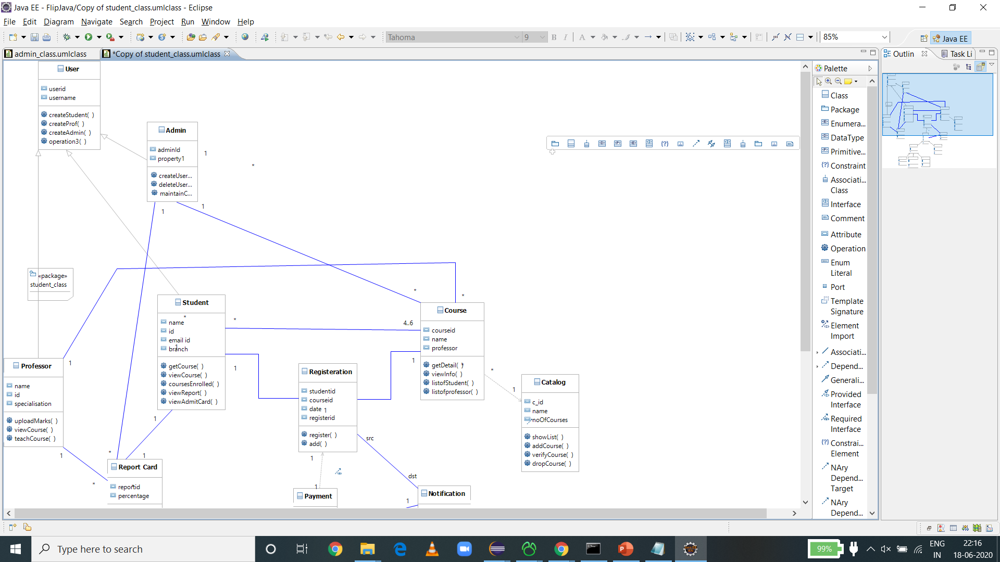 Java EE - FlipJava/Copy of student_class.umlclass - Eclipse
File Edit Diagram Navigate Search Project Run Window Help
Tahoma 9 B I A 85% Java EE
admin_class.umlclass *Copy of student_class.umlclass
Outlin Task Li
User
userid
username
createStudent( )
createProf( )
createAdmin( )
operation3( )
Admin
adminId
property1
createUser...
deleteUser...
maintainC...
1
*
1
1
«package»
student_class
Student
*
name
id
email id
1
branch
getCourse( )
viewCourse( )
coursesEnrolled( )
viewReport( )
viewAdmitCard( )
*
4..6
*
*
Course
courseid
name
professor
getDetail( )
*
viewInfo( )
listofStudent( )
listofprofessor( )
1
1
1
Professor
name
id
specialisation
uploadMarks( )
viewCourse( )
teachCourse( )
Registeration
studentid
courseid
date
1
registerid
register( )
add( )
*
1
Catalog
c_id
name
noOfCourses
showList( )
addCourse( )
verifyCourse( )
dropCourse( )
1
*
1
1
*
Report Card
reportid
*
percentage
src
dst
1
1
Payment
1
Notification
Palette
Class
Package
Enumera...
DataType
Primitive...
Constraint
Associati...
Class
Interface
Comment
Attribute
Operation
Enum
Literal
Port
Template
Signature
Element
Import
Associati...
Depend...
Generali...
Provided
Interface
Required
Interface
Constrai...
Element
NAry
Depend...
Target
NAry
Depend...
Type here to search
99%
ENG
IN
22:16
18-06-2020